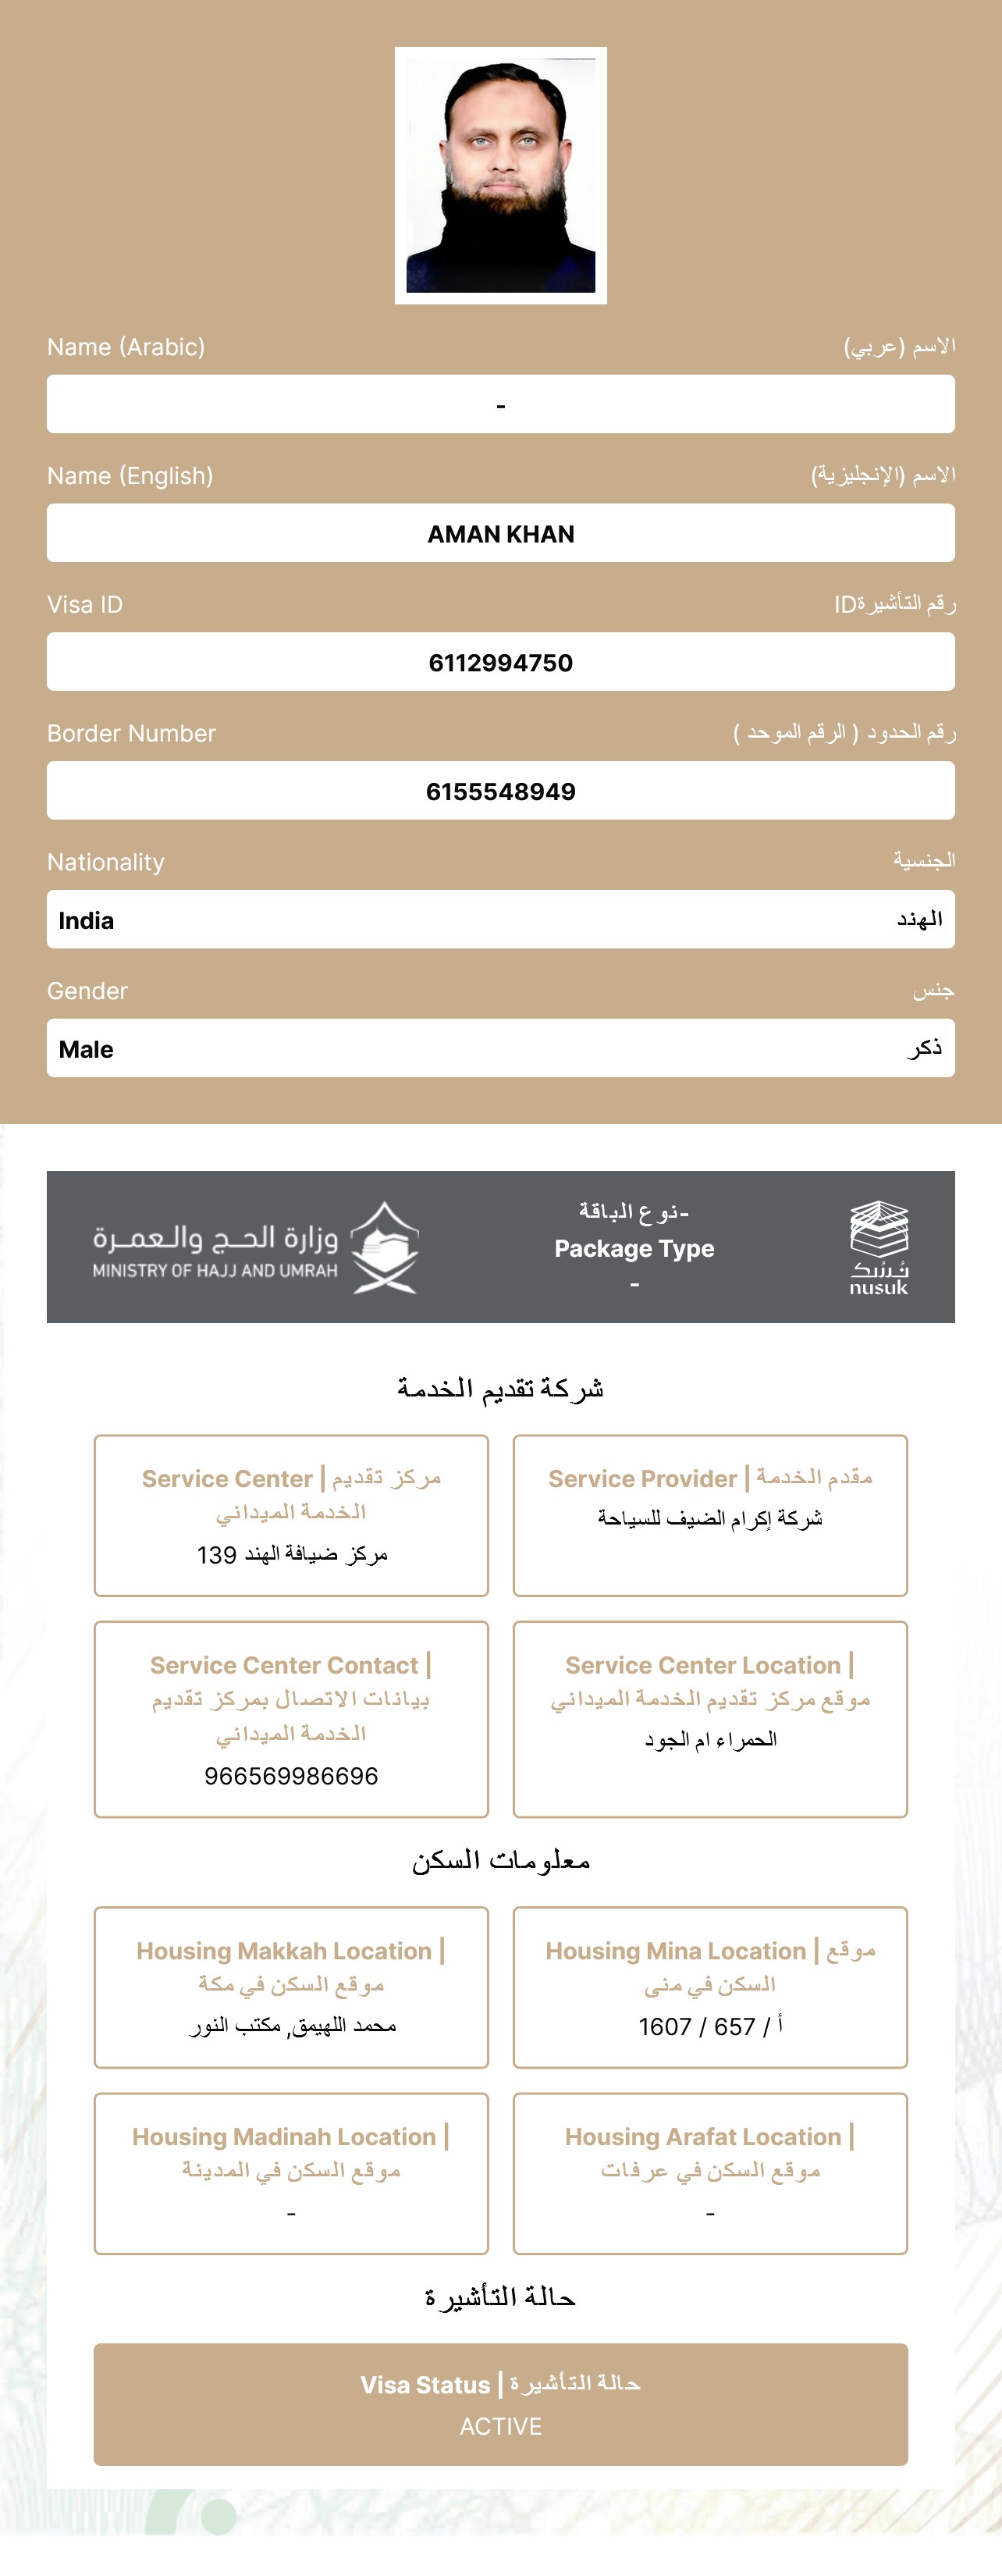 Name (Arabic) الاسم (عربي)
-
Name (English) الاسم (الإنجليزية)
AMAN KHAN
Visa ID رقم التأشيرةID
6112994750
Border Number رقم الحدود ( الرقم الموحد )
6155548949
Nationality الجنسية
India الهند
Gender جنس
Male ذكر
وزارة الحج والعمرة
MINISTRY OF HAJJ AND UMRAH
-نوع الباقة
Package Type
-
نُسُك
nusuk
شركة تقديم الخدمة
Service Center | مركز تقديم
الخدمة الميداني
مركز ضيافة الهند 139
Service Provider | مقدم الخدمة
شركة إكرام الضيف للسياحة
Service Center Contact |
بيانات الاتصال بمركز تقديم
الخدمة الميداني
966569986696
Service Center Location |
موقع مركز تقديم الخدمة الميداني
الحمراء ام الجود
معلومات السكن
Housing Makkah Location |
موقع السكن في مكة
محمد اللهيمق, مكتب النور
Housing Mina Location | موقع
السكن في منى
أ / 657 / 1607
Housing Madinah Location |
موقع السكن في المدينة
-
Housing Arafat Location |
موقع السكن في عرفات
-
حالة التأشيرة
Visa Status | حالة التأشيرة
ACTIVE